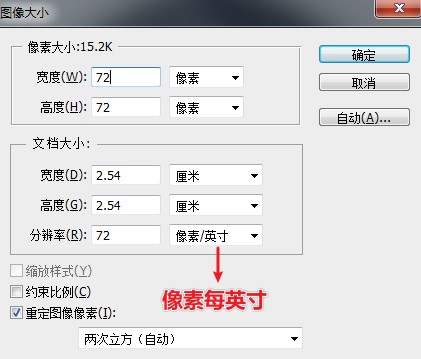 图像大小
像素大小:15.2K
确定
宽度(W): 72 像素
取消
高度(H): 72 像素
自动(A)...
文档大小:
宽度(D): 2.54 厘米
高度(G): 2.54 厘米
分辨率(R): 72 像素/英寸
缩放样式(Y)
像素每英寸
约束比例(C)
重定图像像素(I):
两次立方（自动）